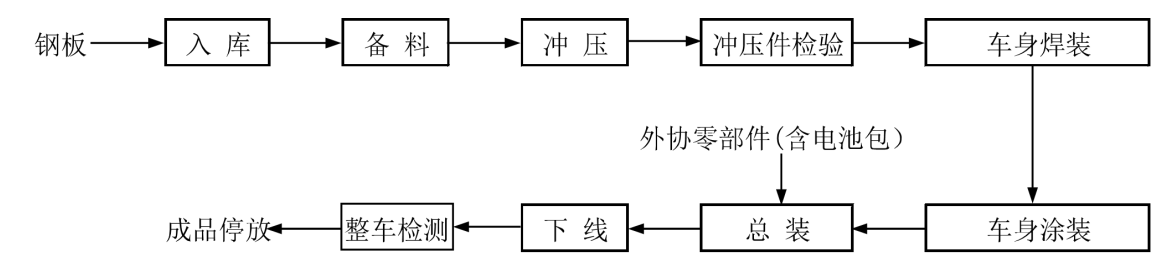 钢板
入库
备料
冲压
冲压件检验
车身焊装
外协零部件(含电池包)
成品停放
整车检测
下线
总装
车身涂装